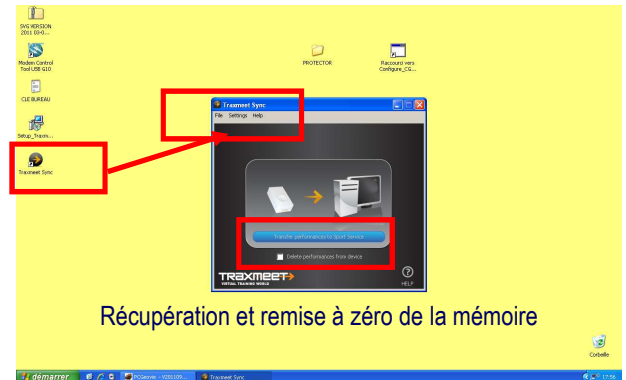 SVG VERSION
2011 03-0...
Modem Control
Tool USB G10
CLE BUREAU
Setup_Traxm...
Traxmeet Sync
PROTECTOR
Raccourci vers
Configure_CG...
Traxmeet Sync
File Settings Help
Transfer performances to Sport Service
Delete performances from device
TRAXMEET
VIRTUAL TRAINING WORLD
?
HELP
Récupération et remise à zéro de la mémoire
Corbeille
démarrer
Traxmeet Sync
17:56